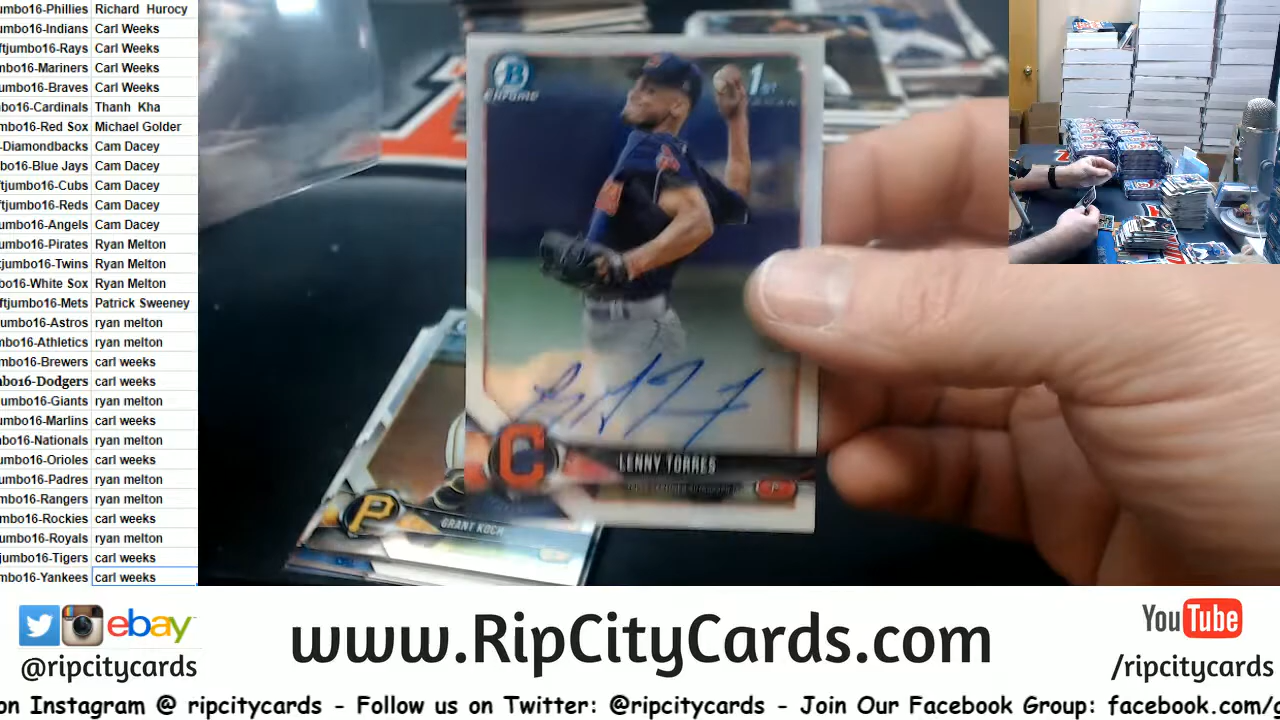 umbo16-Phillies Richard Hurocy
umbo16-Indians Carl Weeks
ftjumbo16-Rays Carl Weeks
mbo16-Mariners Carl Weeks
umbo16-Braves Carl Weeks
bo16-Cardinals Thanh Kha
mbo16-Red Sox Michael Golder
-Diamondbacks Cam Dacey
bo16-Blue Jays Cam Dacey
ftjumbo16-Cubs Cam Dacey
ftjumbo16-Reds Cam Dacey
umbo16-Angels Cam Dacey
umbo16-Pirates Ryan Melton
tjumbo16-Twins Ryan Melton
bo16-White Sox Ryan Melton
ftjumbo16-Mets Patrick Sweeney
umbo16-Astros ryan melton
mbo16-Athletics ryan melton
mbo16-Brewers carl weeks
mbo16-Dodgers carl weeks
umbo16-Giants ryan melton
umbo16-Marlins carl weeks
bo16-Nationals ryan melton
umbo16-Orioles carl weeks
mbo16-Padres ryan melton
mbo16-Rangers ryan melton
mbo16-Rockies carl weeks
umbo16-Royals ryan melton
jumbo16-Tigers carl weeks
mbo16-Yankees carl weeks
B
Chrome
1ST
BOWMAN
C
LENNY TORRES
P
P
GRANT KOCH
ebay
@ripcitycards
www.RipCityCards.com
YouTube
/ripcitycards
on Instagram @ ripcitycards - Follow us on Twitter: @ripcitycards - Join Our Facebook Group: facebook.com/g